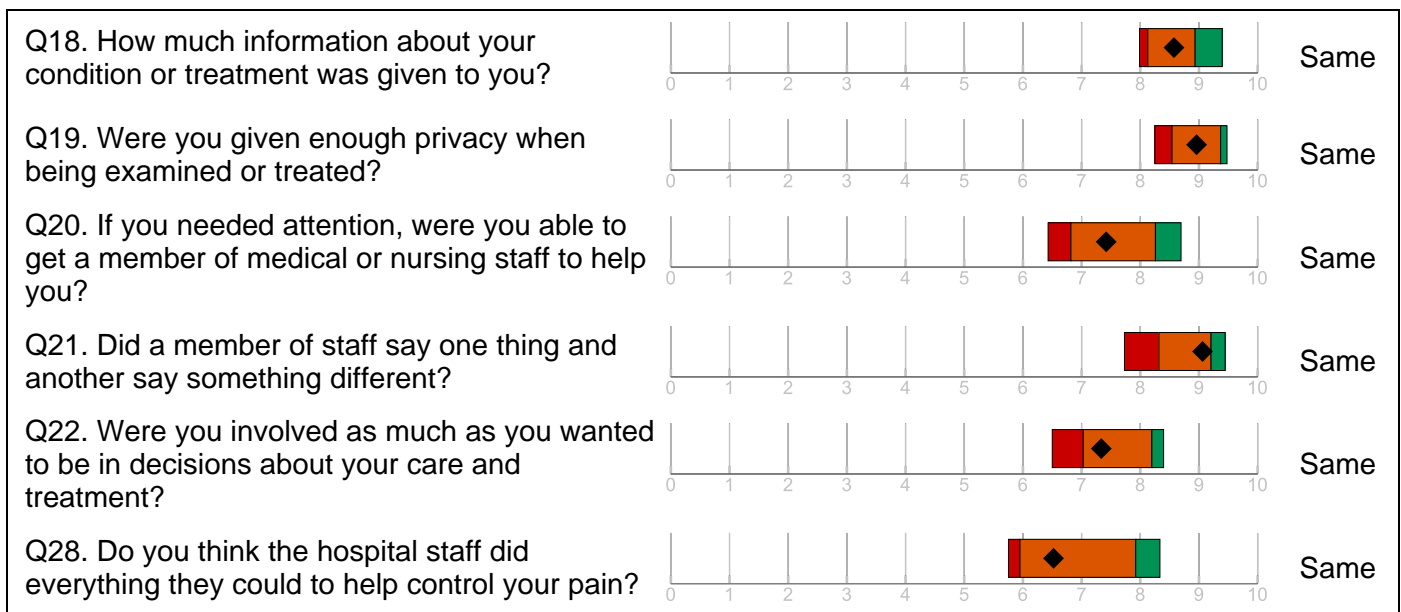 Q18. How much information about your
condition or treatment was given to you?
0 1 2 3 4 5 6 7 8 9 10
Same
Q19. Were you given enough privacy when
being examined or treated?
0 1 2 3 4 5 6 7 8 9 10
Same
Q20. If you needed attention, were you able to
get a member of medical or nursing staff to help
you?
0 1 2 3 4 5 6 7 8 9 10
Same
Q21. Did a member of staff say one thing and
another say something different?
0 1 2 3 4 5 6 7 8 9 10
Same
Q22. Were you involved as much as you wanted
to be in decisions about your care and
treatment?
0 1 2 3 4 5 6 7 8 9 10
Same
Q28. Do you think the hospital staff did
everything they could to help control your pain?
0 1 2 3 4 5 6 7 8 9 10
Same